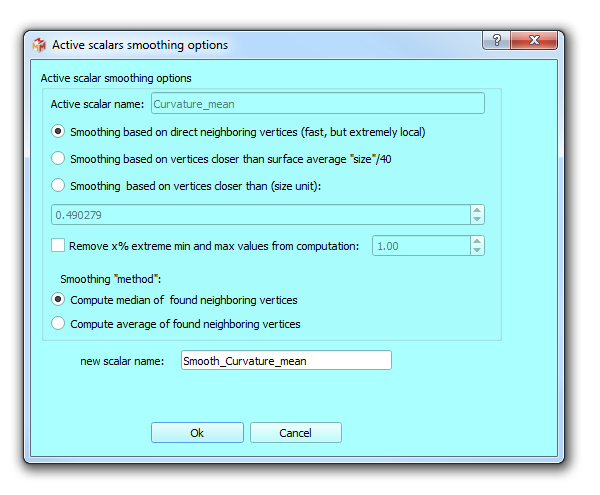 Active scalars smoothing options
?
Active scalar smoothing options
Active scalar name: Curvature_mean
Smoothing based on direct neighboring vertices (fast, but extremely local)
Smoothing based on vertices closer than surface average "size"/40
Smoothing based on vertices closer than (size unit):
0.490279
Remove x% extreme min and max values from computation: 1.00
Smoothing "method":
Compute median of found neighboring vertices
Compute average of found neighboring vertices
new scalar name: Smooth_Curvature_mean
Ok Cancel